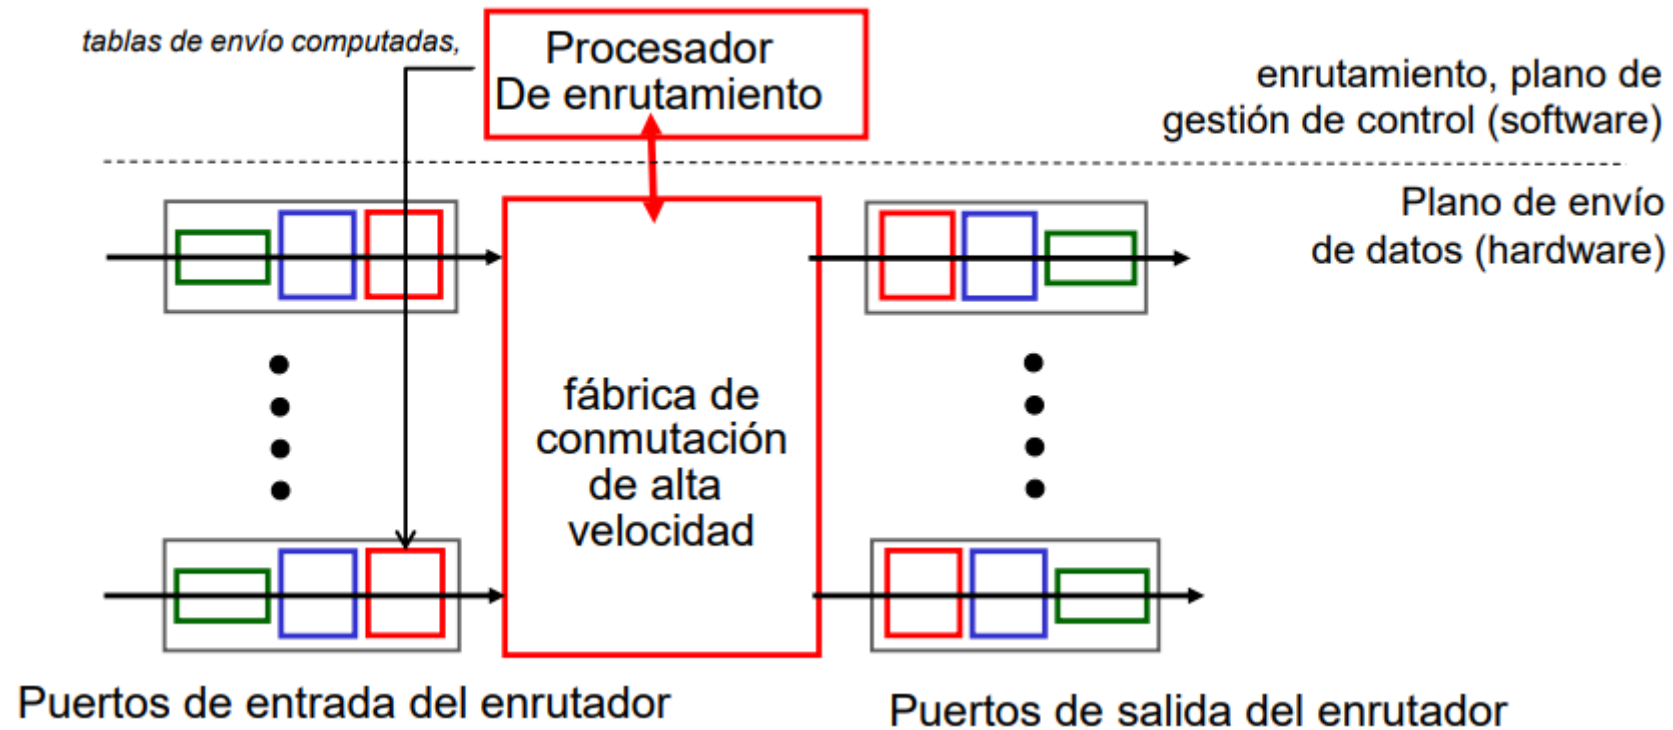 tablas de envío computadas,
Procesador
De enrutamiento
enrutamiento, plano de
gestión de control (software)
Plano de envío
de datos (hardware)
fábrica de
conmutación
de alta
velocidad
Puertos de entrada del enrutador
Puertos de salida del enrutador